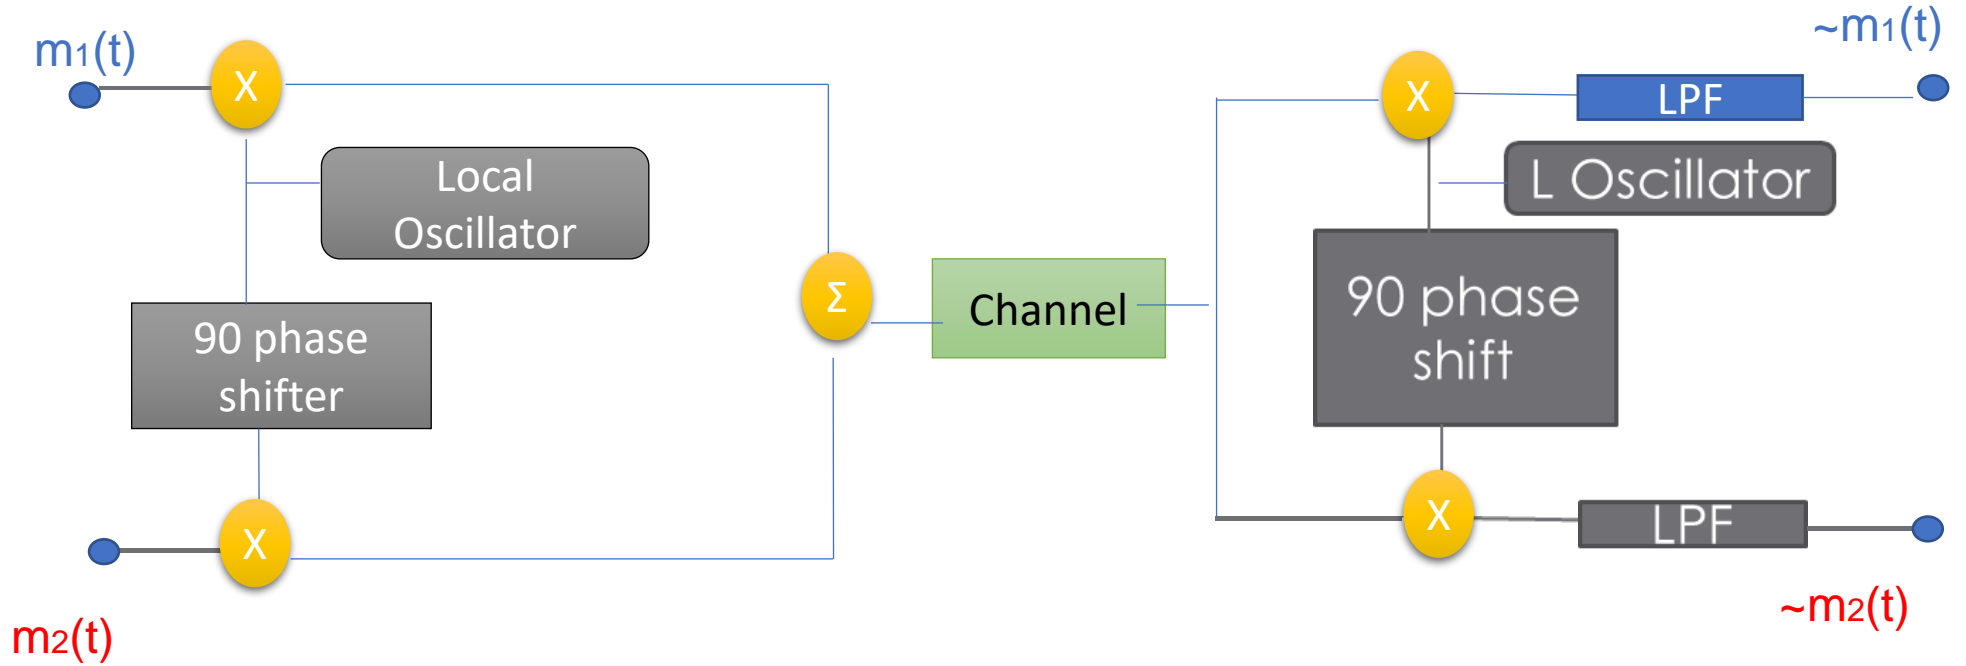 m1(t)
X
Local
Oscillator
90 phase
shifter
X
m2(t)
Σ
Channel
~m1(t)
X
LPF
L Oscillator
90 phase
shift
X
LPF
~m2(t)